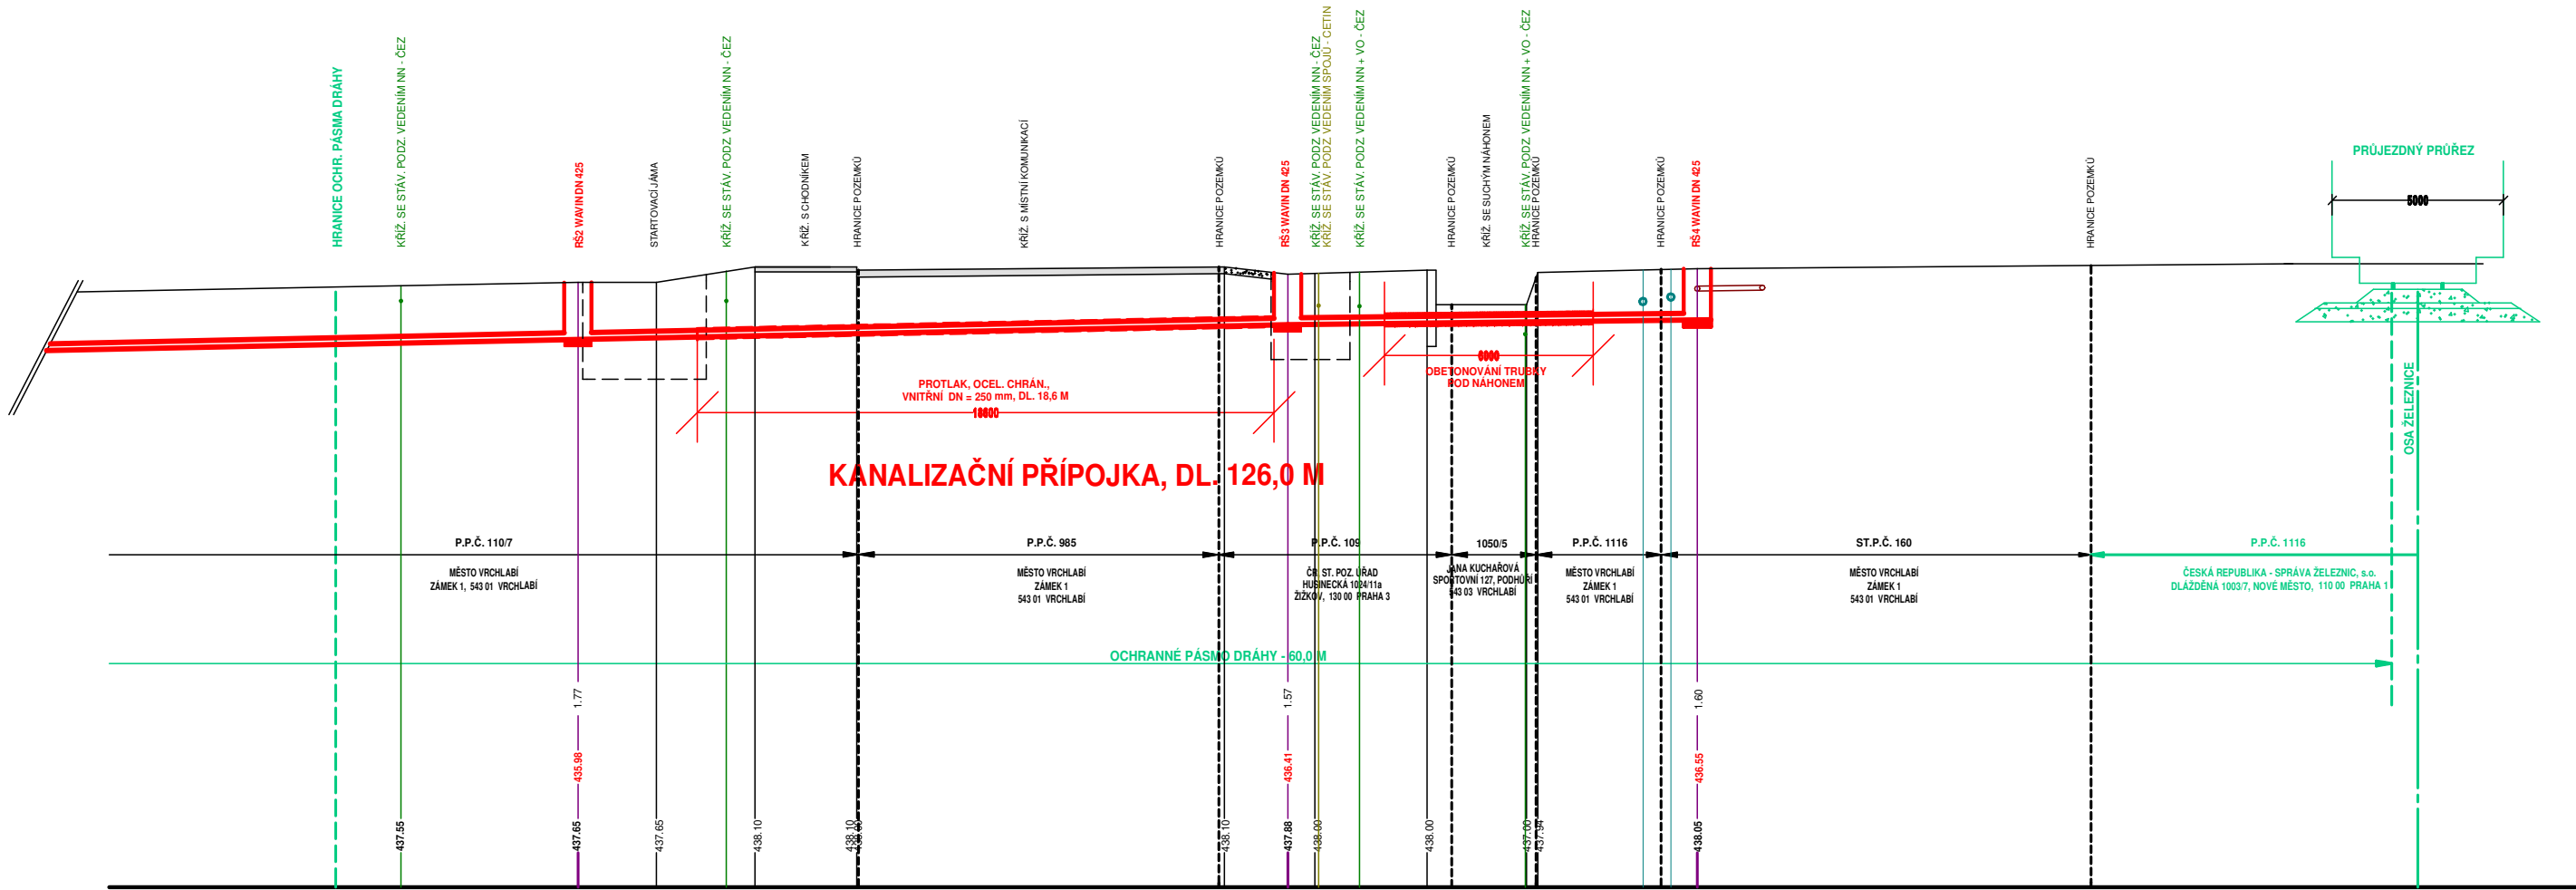 HRANICE OCHR. PÁSMA DRÁHY
KŘÍŽ. SE STÁV. PODZ. VEDENÍM NN - ČEZ
RŠ2 WAVIN DN 425
STARTOVACÍ JÁMA
KŘÍŽ. SE STÁV. PODZ. VEDENÍM NN - ČEZ
KŘÍŽ. S CHODNÍKEM
HRANICE POZEMKŮ
KŘÍŽ. S MÍSTNÍ KOMUNIKACÍ
HRANICE POZEMKŮ
RŠ3 WAVIN DN 425
KŘÍŽ. SE STÁV. PODZ. VEDENÍM NN - ČEZ
KŘÍŽ. SE STÁV. PODZ. VEDENÍM SPOJŮ - CETIN
KŘÍŽ. SE STÁV. PODZ. VEDENÍM NN + VO - ČEZ
HRANICE POZEMKŮ
KŘÍŽ. SE SUCHÝM NÁHONEM
KŘÍŽ. SE STÁV. PODZ. VEDENÍM NN + VO - ČEZ
HRANICE POZEMKŮ
HRANICE POZEMKŮ
RŠ4 WAVIN DN 425
HRANICE POZEMKŮ
PRŮJEZDNÝ PRŮŘEZ
5000
OSA ŽELEZNICE
PROTLAK, OCEL. CHRÁN.,
VNITŘNÍ DN = 250 mm, DL. 18,6 M
18600
6000
OBETONOVÁNÍ TRUBKY
POD NÁHONEM
KANALIZAČNÍ PŘÍPOJKA, DL. 126,0 M
P.P.Č. 110/7
MĚSTO VRCHLABÍ
ZÁMEK 1, 543 01 VRCHLABÍ
P.P.Č. 985
MĚSTO VRCHLABÍ
ZÁMEK 1
543 01 VRCHLABÍ
P.P.Č. 109
ČR, ST. POZ. ÚŘAD
HUSINECKÁ 1024/11a
ŽIŽKOV, 130 00 PRAHA 3
1050/5
JANA KUCHAŘOVÁ
SPORTOVNÍ 127, PODHŮŘÍ
543 03 VRCHLABÍ
P.P.Č. 1116
MĚSTO VRCHLABÍ
ZÁMEK 1
543 01 VRCHLABÍ
ST.P.Č. 160
MĚSTO VRCHLABÍ
ZÁMEK 1
543 01 VRCHLABÍ
P.P.Č. 1116
ČESKÁ REPUBLIKA - SPRÁVA ŽELEZNIC, s.o.
DLÁŽDĚNÁ 1003/7, NOVÉ MĚSTO, 110 00 PRAHA 1
OCHRANNÉ PÁSMO DRÁHY - 60,0 M
1.77
1.57
1.60
435.98
436.41
436.55
437.55
437.65
437.65
438.10
438.10
438.10
437.88
438.00
438.00
437.00
437.94
438.05